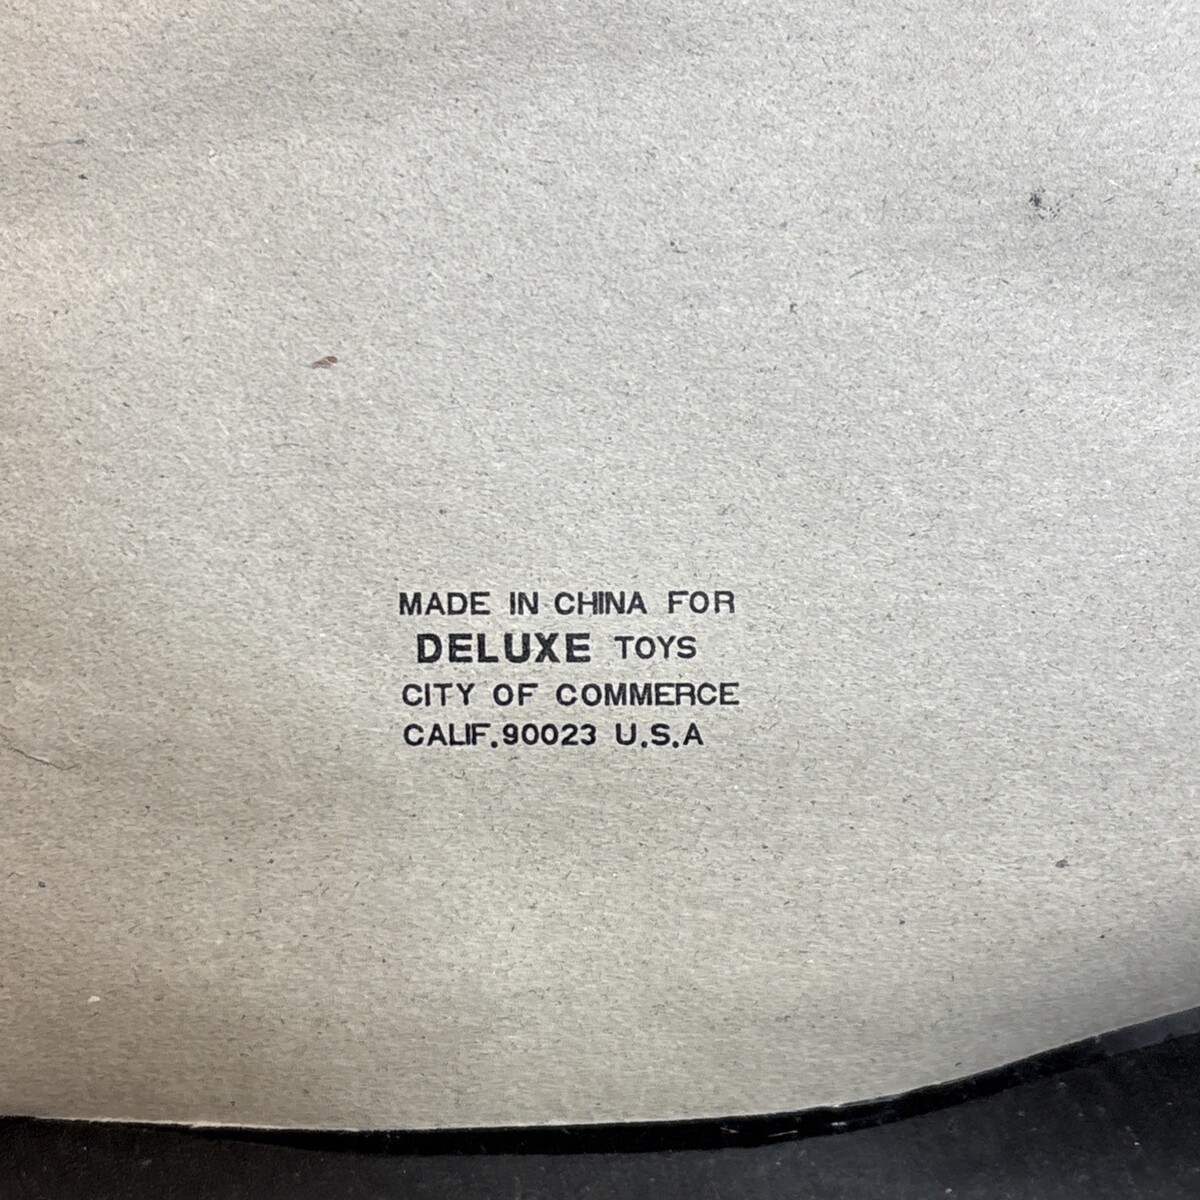 MADE IN CHINA FOR
DELUXE TOYS
CITY OF COMMERCE
CALIF.90023 U.S.A